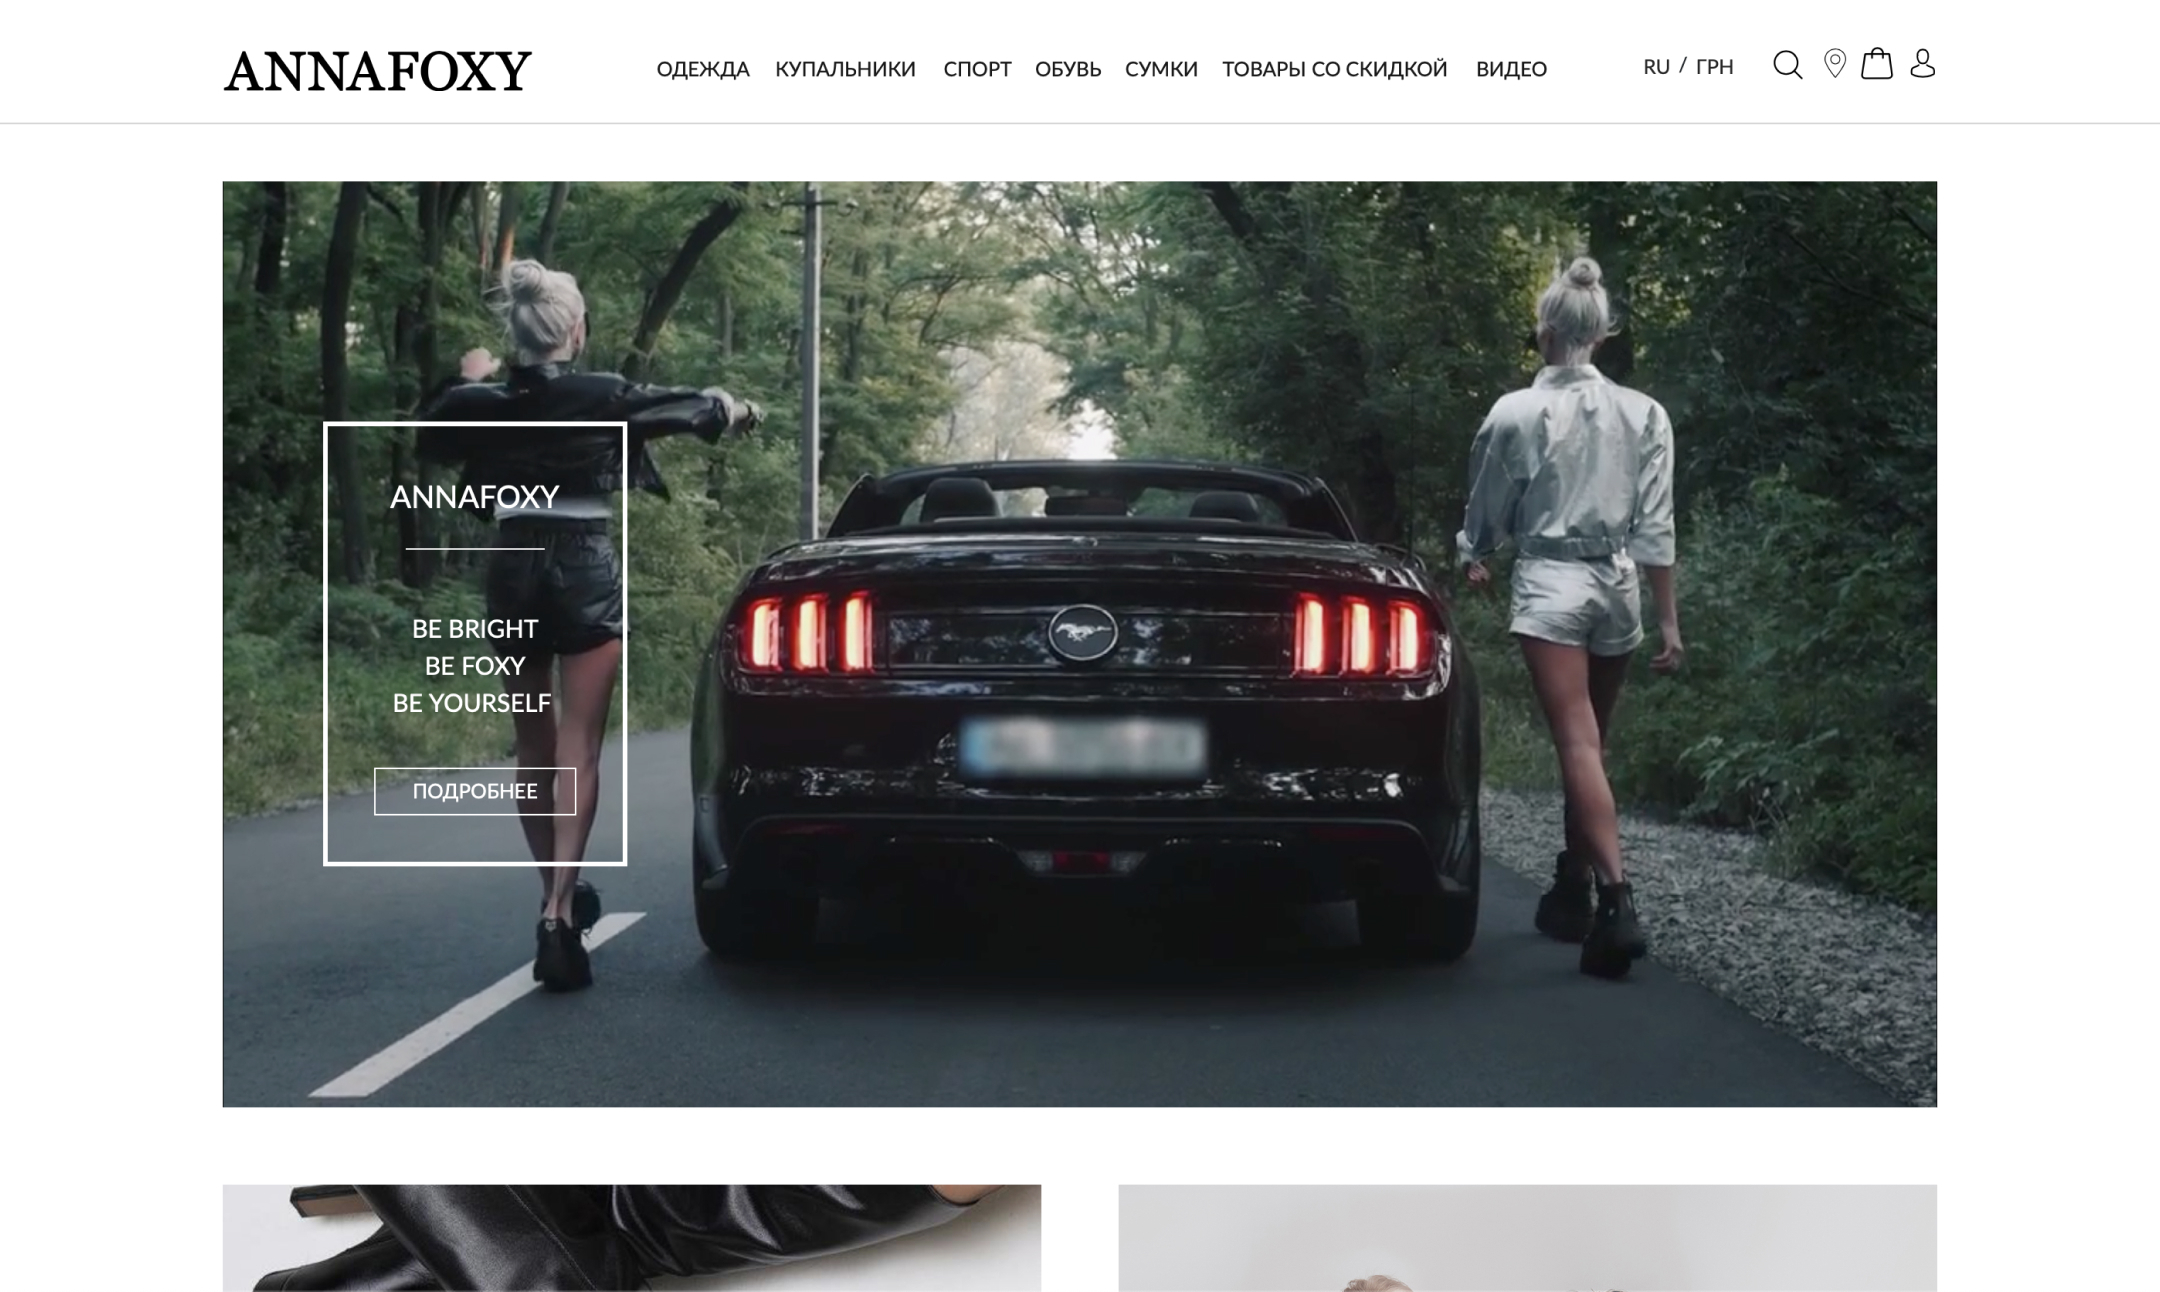 ANNAFOXY
ОДЕЖДА КУПАЛЬНИКИ СПОРТ ОБУВЬ СУМКИ ТОВАРЫ СО СКИДКОЙ ВИДЕО RU / ГРН
ANNAFOXY
BE BRIGHT
BE FOXY
BE YOURSELF
ПОДРОБНЕЕ